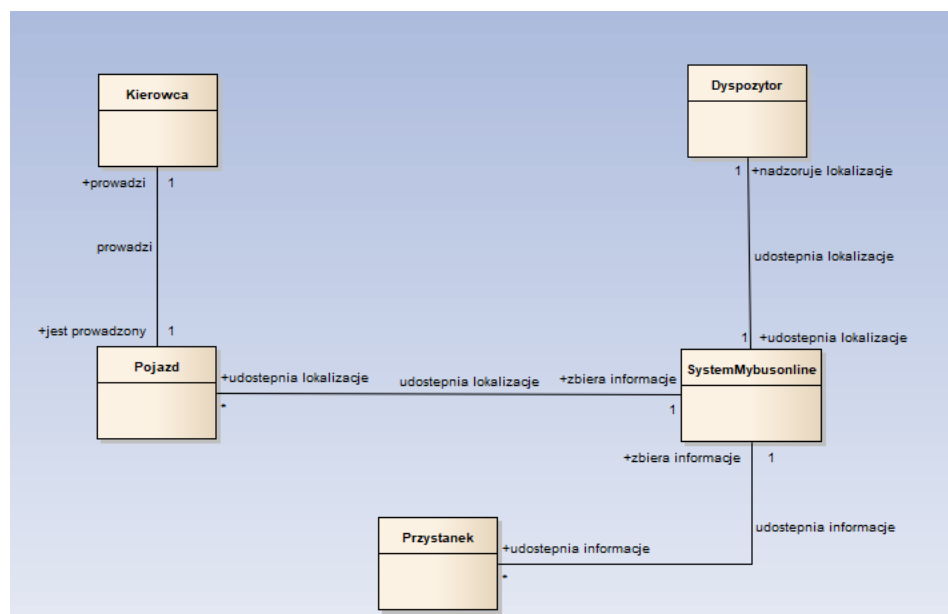 Kierowca
Dyspozytor
+prowadzi 1
1 +nadzoruje lokalizacje
prowadzi
udostepnia lokalizacje
+jest prowadzony 1
1 +udostepnia lokalizacje
Pojazd
SystemMybusonline
+udostepnia lokalizacje udostepnia lokalizacje +zbiera informacje
* 1
+zbiera informacje 1
udostepnia informacje
Przystanek
+udostepnia informacje
*